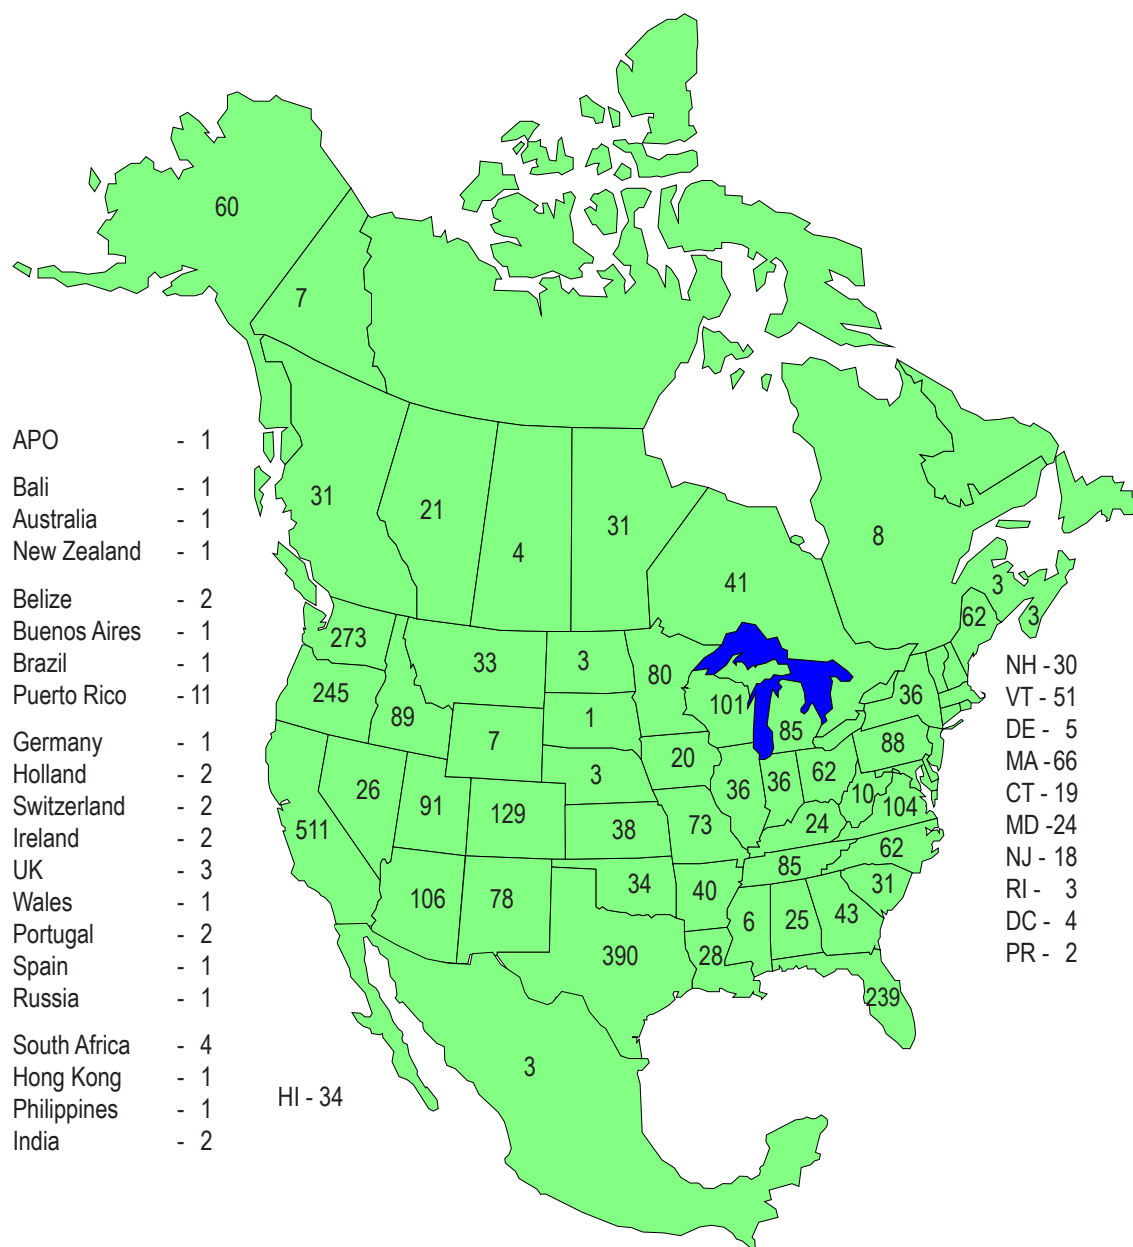 60
7
APO - 1
Bali - 1
Australia - 1
New Zealand - 1
Belize - 2
Buenos Aires - 1
Brazil - 1
Puerto Rico - 11
Germany - 1
Holland - 2
Switzerland - 2
Ireland - 2
UK - 3
Wales - 1
Portugal - 2
Spain - 1
Russia - 1
South Africa - 4
Hong Kong - 1
Philippines - 1
India - 2
HI - 34
31
21
4
31
41
8
3
3
62
273
33
3
80
245
89
1
101
85
36
7
20
88
26
91
129
3
36
36
62
10
104
511
38
73
24
62
106
78
34
40
85
31
390
28
6
25
43
239
3
NH - 30
VT - 51
DE - 5
MA - 66
CT - 19
MD - 24
NJ - 18
RI - 3
DC - 4
PR - 2